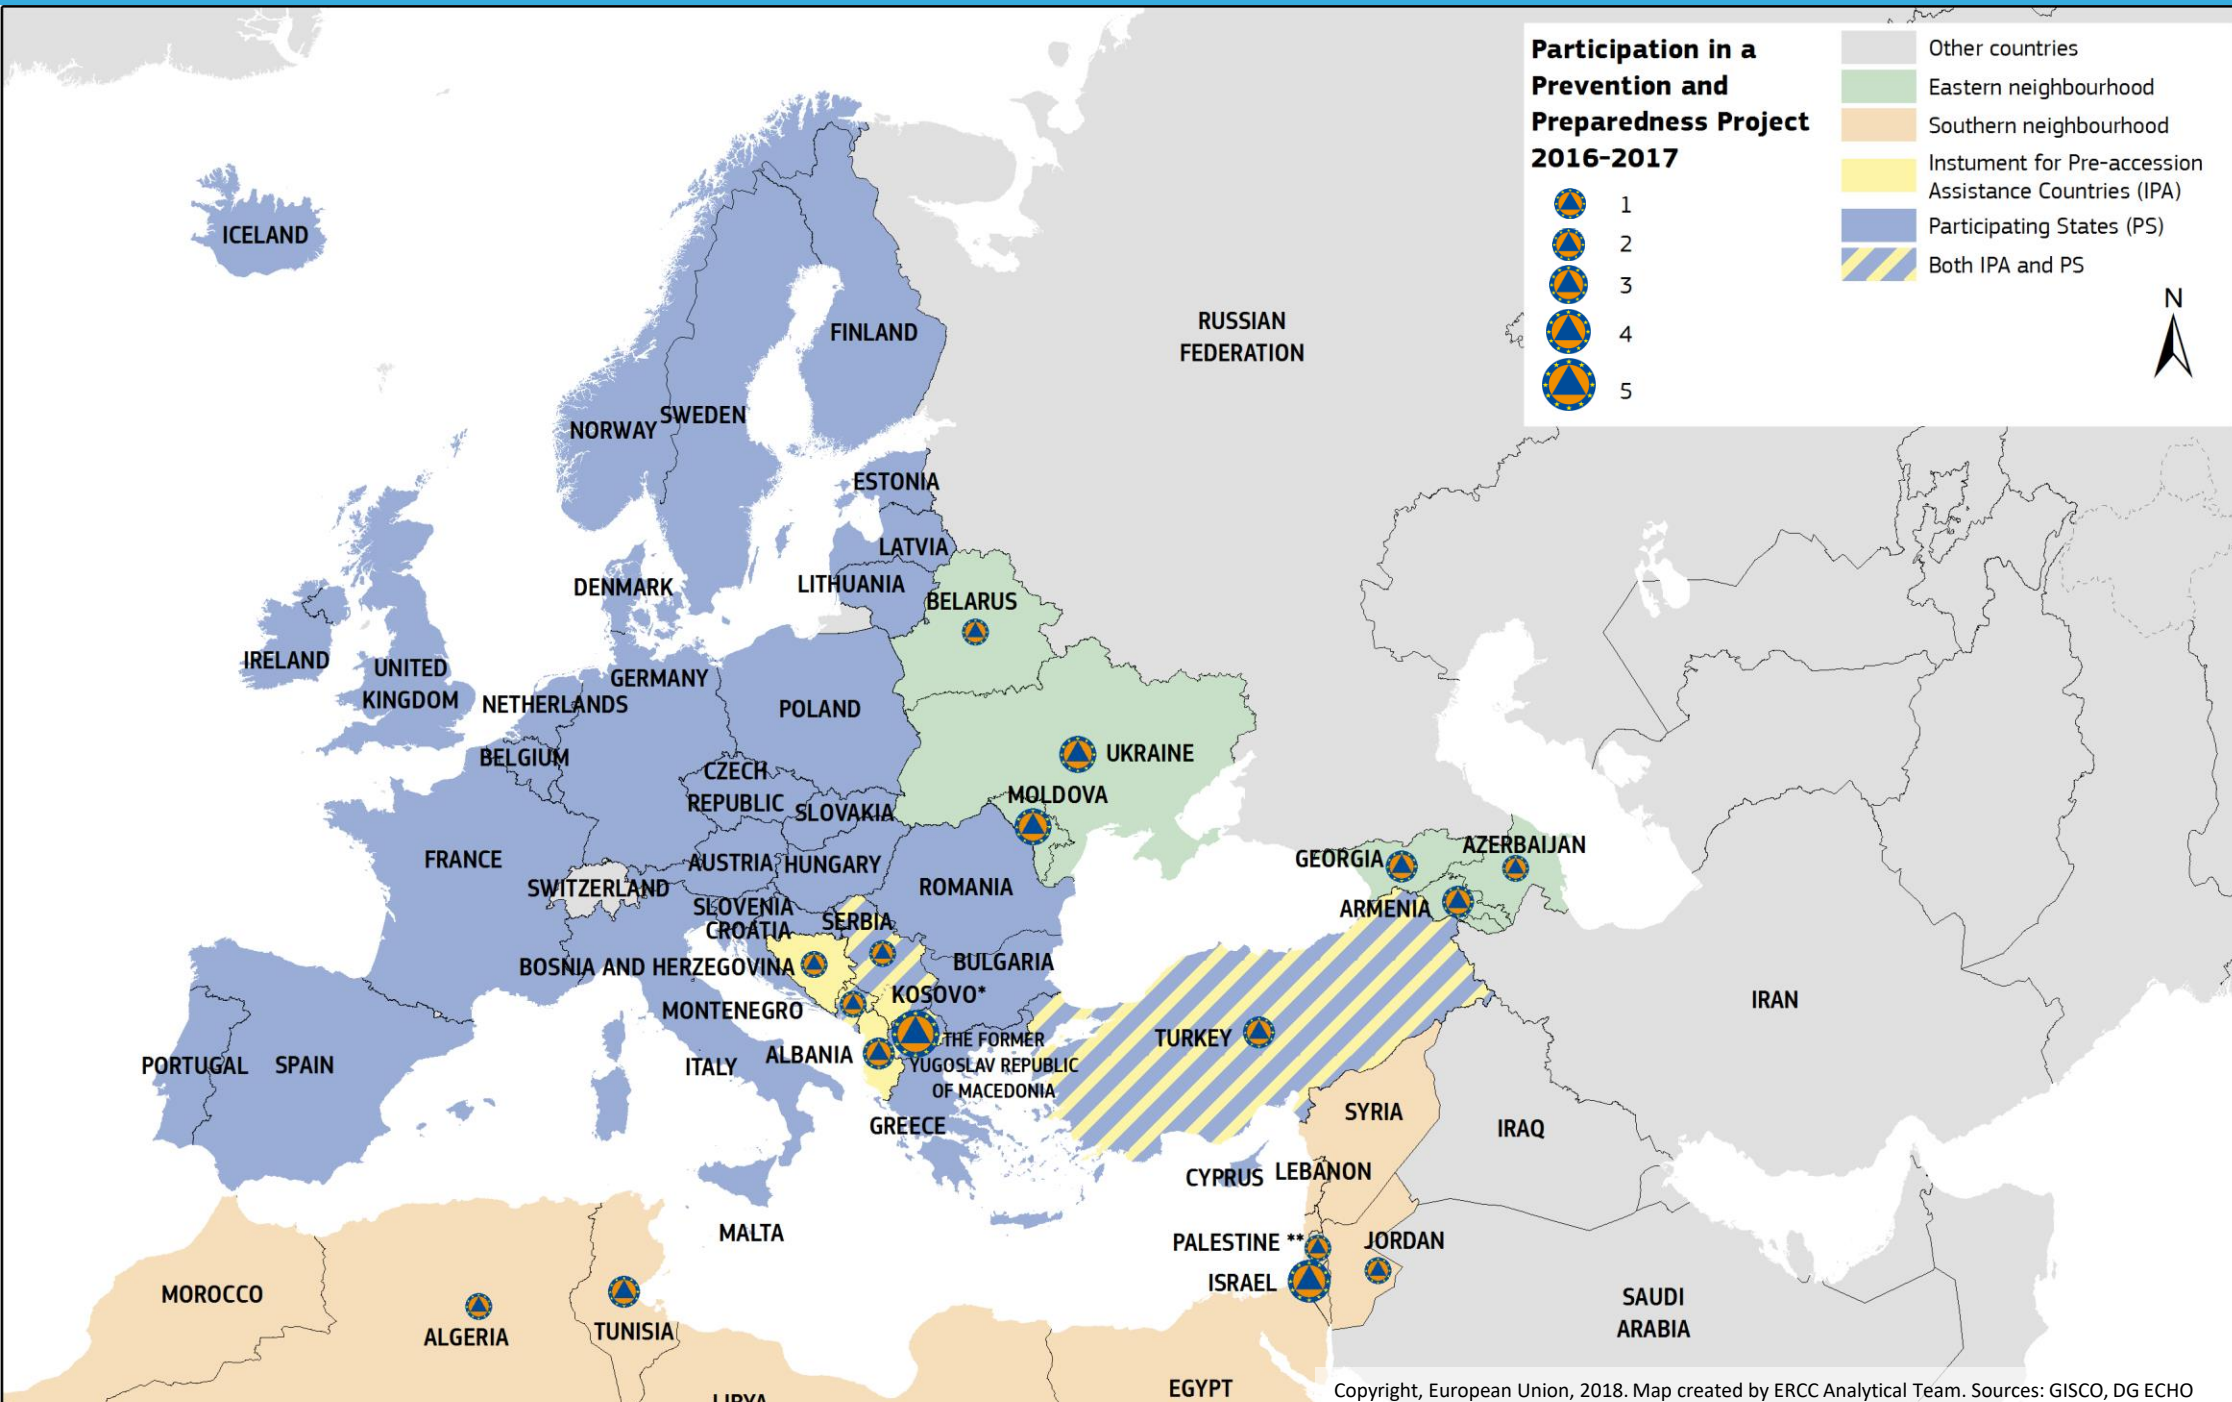 Participation in a
Prevention and
Preparedness Project
2016-2017
1
2
3
4
5
Other countries
Eastern neighbourhood
Southern neighbourhood
Instument for Pre-accession
Assistance Countries (IPA)
Participating States (PS)
Both IPA and PS
N
ICELAND
RUSSIAN
FEDERATION
FINLAND
SWEDEN
NORWAY
ESTONIA
LATVIA
DENMARK
LITHUANIA
BELARUS
IRELAND
UNITED
KINGDOM
GERMANY
NETHERLANDS
POLAND
BELGIUM
UKRAINE
CZECH
REPUBLIC
SLOVAKIA
MOLDOVA
FRANCE
AUSTRIA
HUNGARY
GEORGIA
AZERBAIJAN
SWITZERLAND
ROMANIA
SLOVENIA
CROATIA
SERBIA
ARMENIA
BOSNIA AND HERZEGOVINA
BULGARIA
KOSOVO*
MONTENEGRO
IRAN
PORTUGAL
SPAIN
ITALY
ALBANIA
THE FORMER
YUGOSLAV REPUBLIC
OF MACEDONIA
TURKEY
GREECE
SYRIA
IRAQ
CYPRUS
LEBANON
MALTA
PALESTINE **
JORDAN
ISRAEL
MOROCCO
ALGERIA
TUNISIA
SAUDI
ARABIA
LIBYA
EGYPT
Copyright, European Union, 2018. Map created by ERCC Analytical Team. Sources: GISCO, DG ECHO